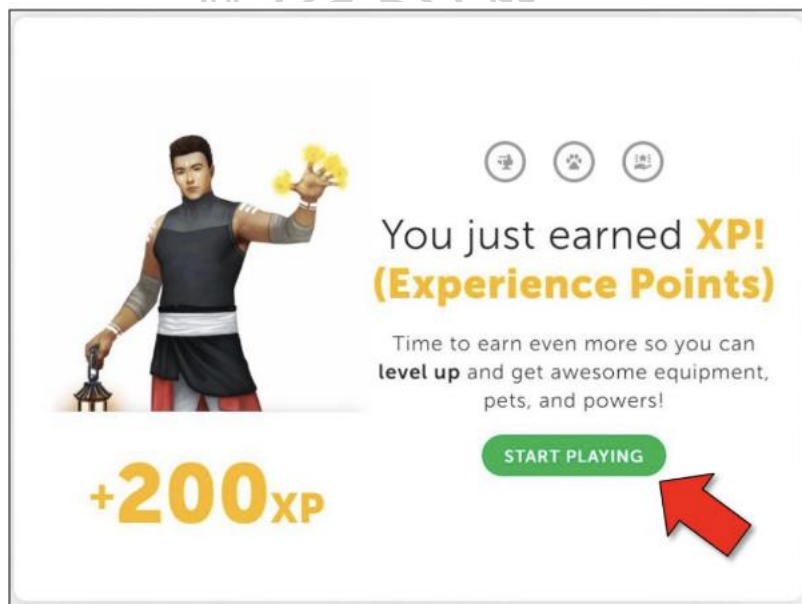 You just earned XP!
(Experience Points)
Time to earn even more so you can
level up and get awesome equipment,
pets, and powers!
START PLAYING
+200XP